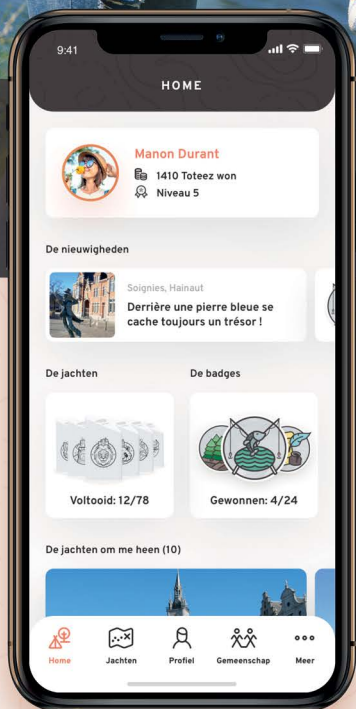 9:41
HOME
Manon Durant
1410 Toteez won
Niveau 5
De nieuwigheden
Soignies, Hainaut
Derrière une pierre bleue se
cache toujours un trésor !
De jachten
De badges
Voltooid: 12/78
Gewonnen: 4/24
De jachten om me heen (10)
Home
Jachten
Profiel
Gemeenschap
Meer